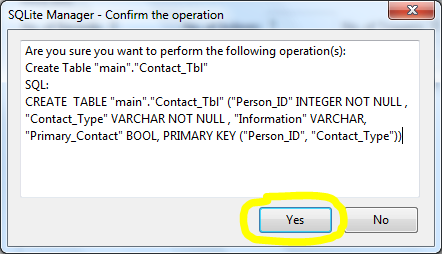 SQLite Manager - Confirm the operation
Are you sure you want to perform the following operation(s):
Create Table "main"."Contact_Tbl"
SQL:
CREATE  TABLE "main"."Contact_Tbl" ("Person_ID" INTEGER NOT NULL ,
"Contact_Type" VARCHAR NOT NULL , "Information" VARCHAR,
"Primary_Contact" BOOL, PRIMARY KEY ("Person_ID", "Contact_Type"))
Yes
No